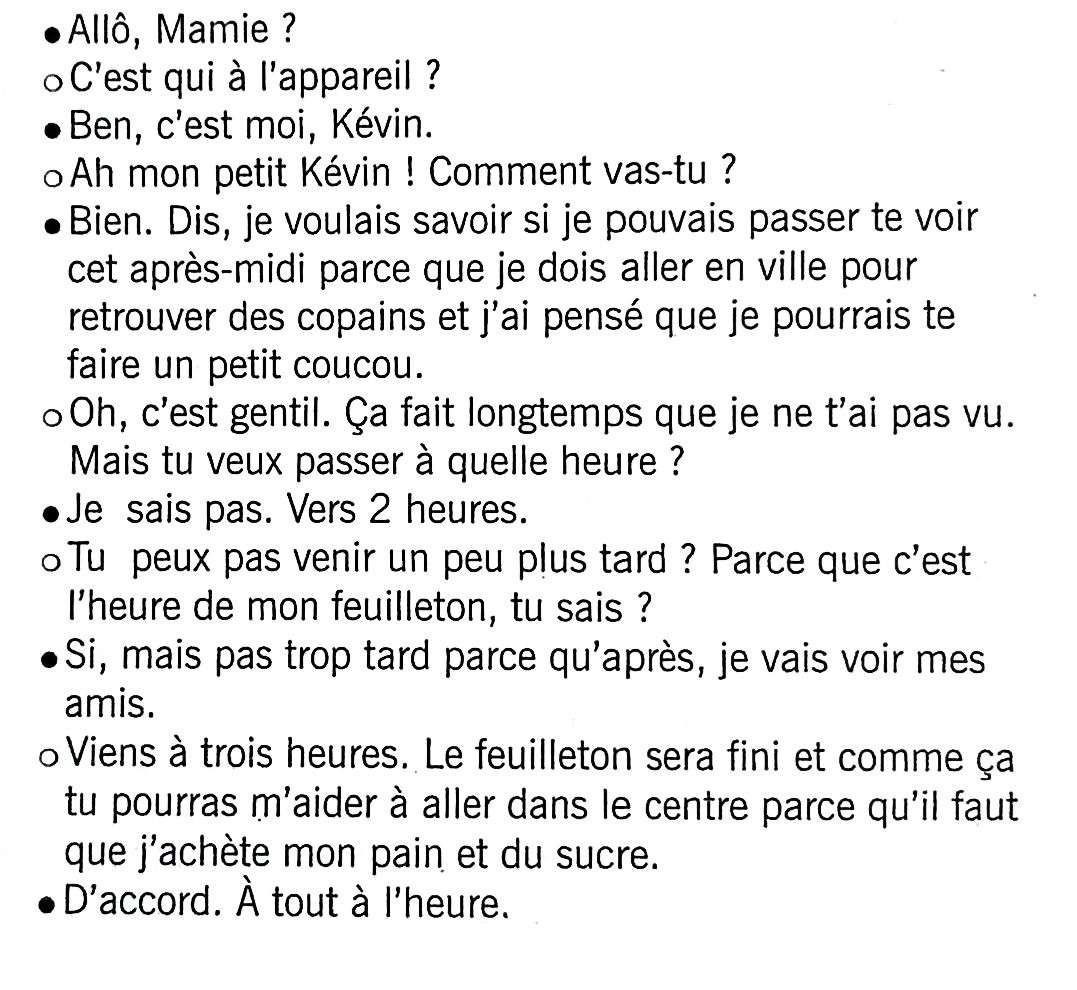 ● Allô, Mamie ?
○ C'est qui à l'appareil ?
● Ben, c'est moi, Kévin.
○ Ah mon petit Kévin ! Comment vas-tu ?
● Bien. Dis, je voulais savoir si je pouvais passer te voir
cet après-midi parce que je dois aller en ville pour
retrouver des copains et j'ai pensé que je pourrais te
faire un petit coucou.
○ Oh, c'est gentil. Ça fait longtemps que je ne t'ai pas vu.
Mais tu veux passer à quelle heure ?
● Je sais pas. Vers 2 heures.
○ Tu peux pas venir un peu plus tard ? Parce que c'est
l'heure de mon feuilleton, tu sais ?
● Si, mais pas trop tard parce qu'après, je vais voir mes
amis.
○ Viens à trois heures. Le feuilleton sera fini et comme ça
tu pourras m'aider à aller dans le centre parce qu'il faut
que j'achète mon pain et du sucre.
● D'accord. À tout à l'heure.